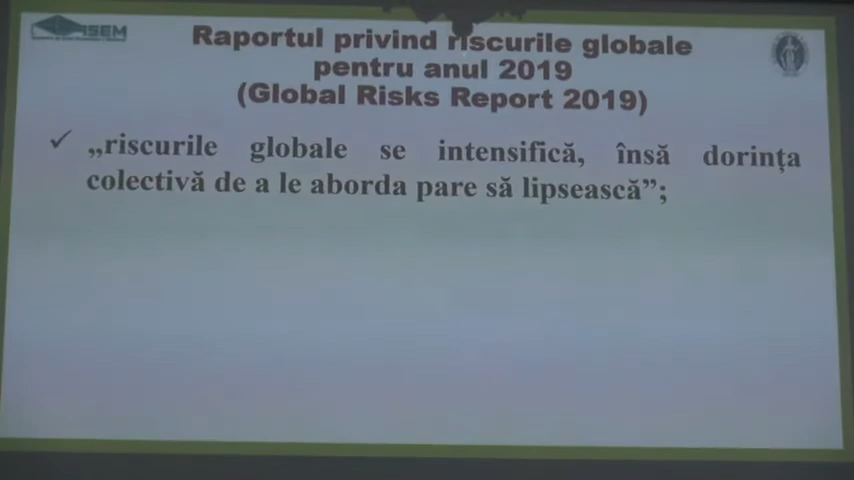 ASEM
Raportul privind riscurile globale
pentru anul 2019
(Global Risks Report 2019)
✓ „riscurile globale se intensifică, însă dorința
colectivă de a le aborda pare să lipsească”;